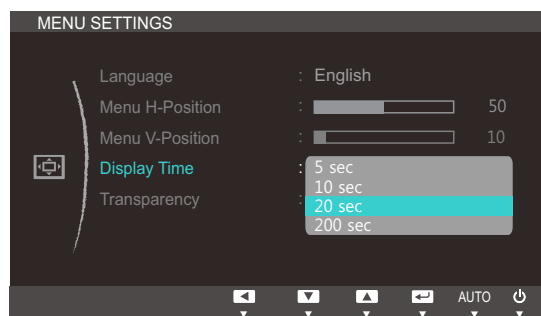 MENU SETTINGS
Language : English
Menu H-Position : 50
Menu V-Position : 10
Display Time : 5 sec
10 sec
20 sec
Transparency : 200 sec
AUTO